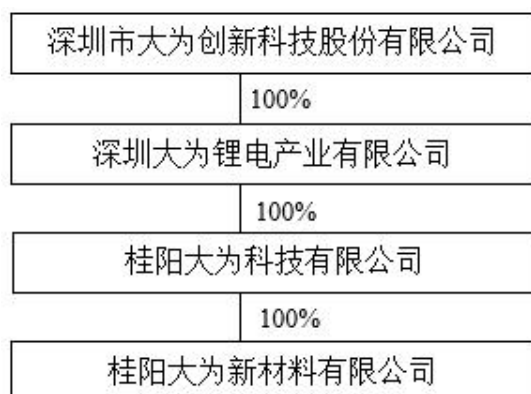 深圳市大为创新科技股份有限公司
100%
深圳大为锂电产业有限公司
100%
桂阳大为科技有限公司
100%
桂阳大为新材料有限公司